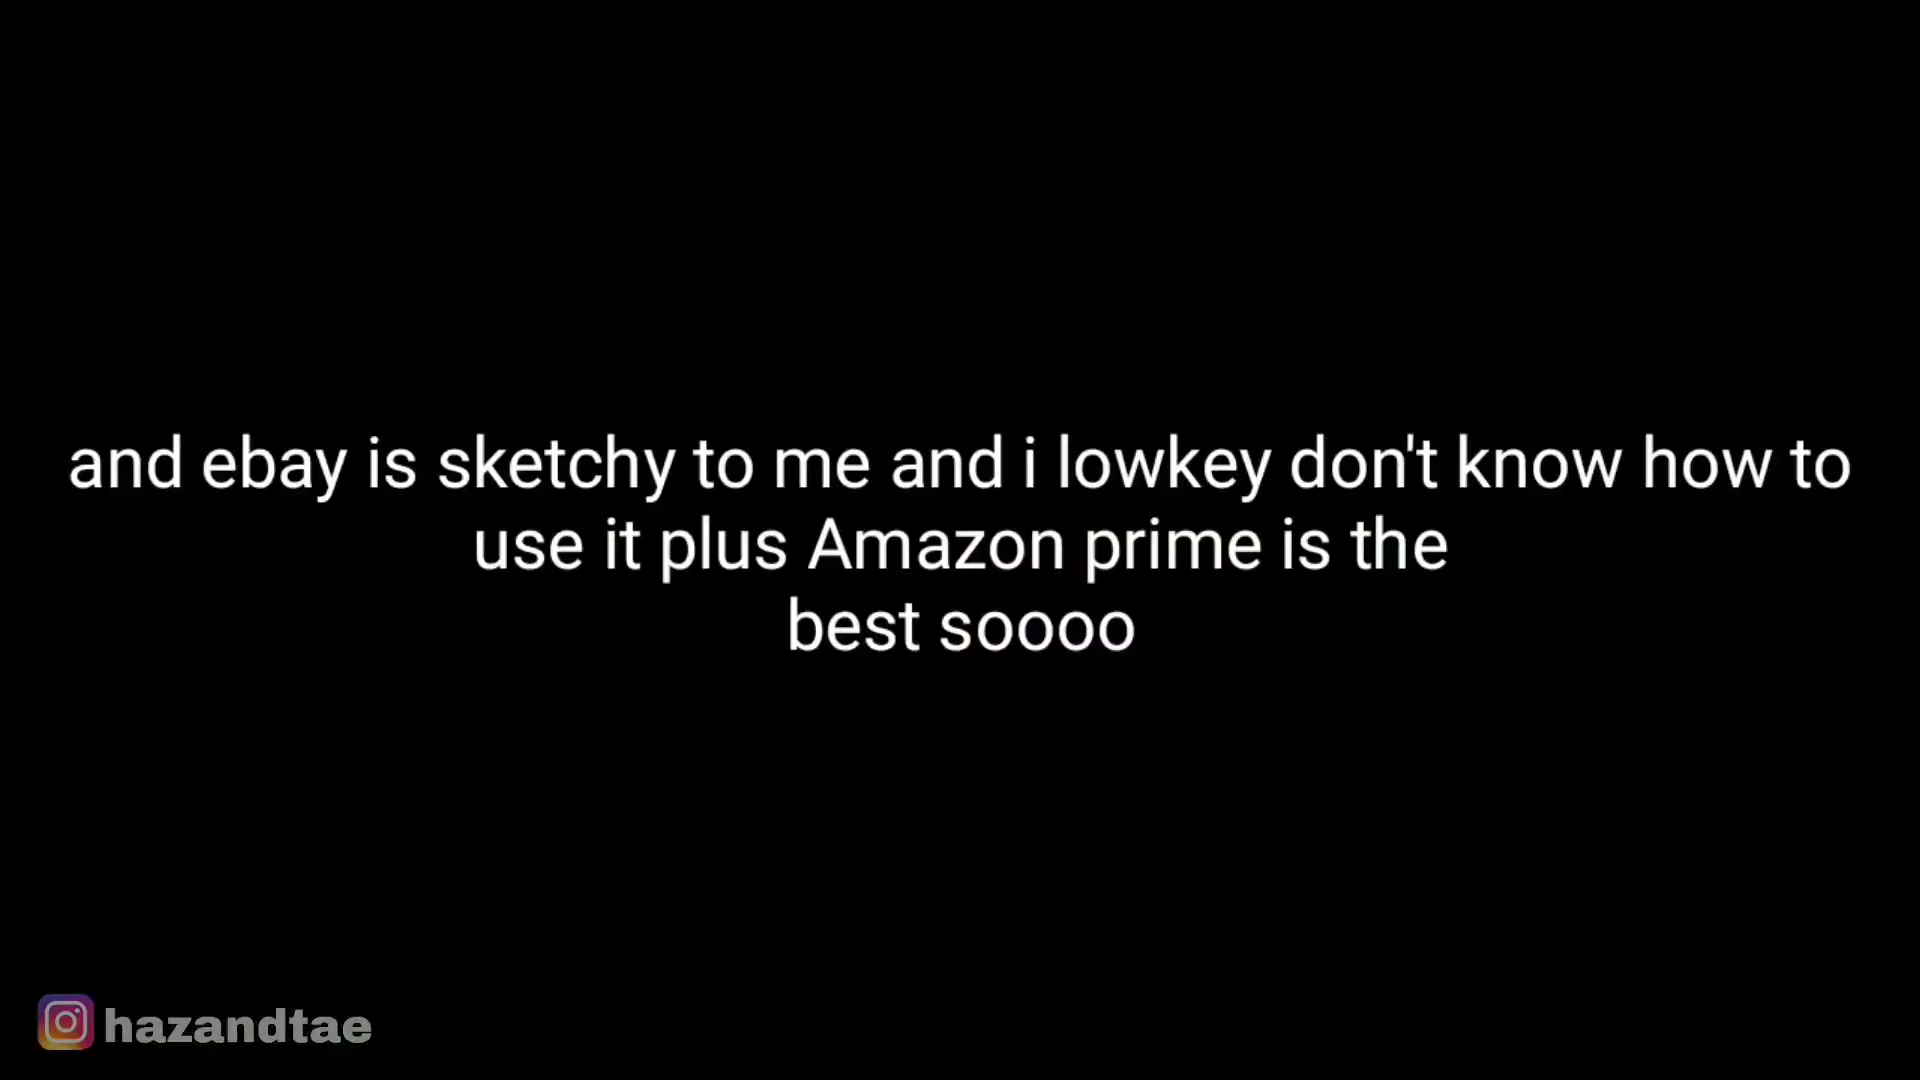 and ebay is sketchy to me and i lowkey don't know how to
use it plus Amazon prime is the
best soooo
hazandtae